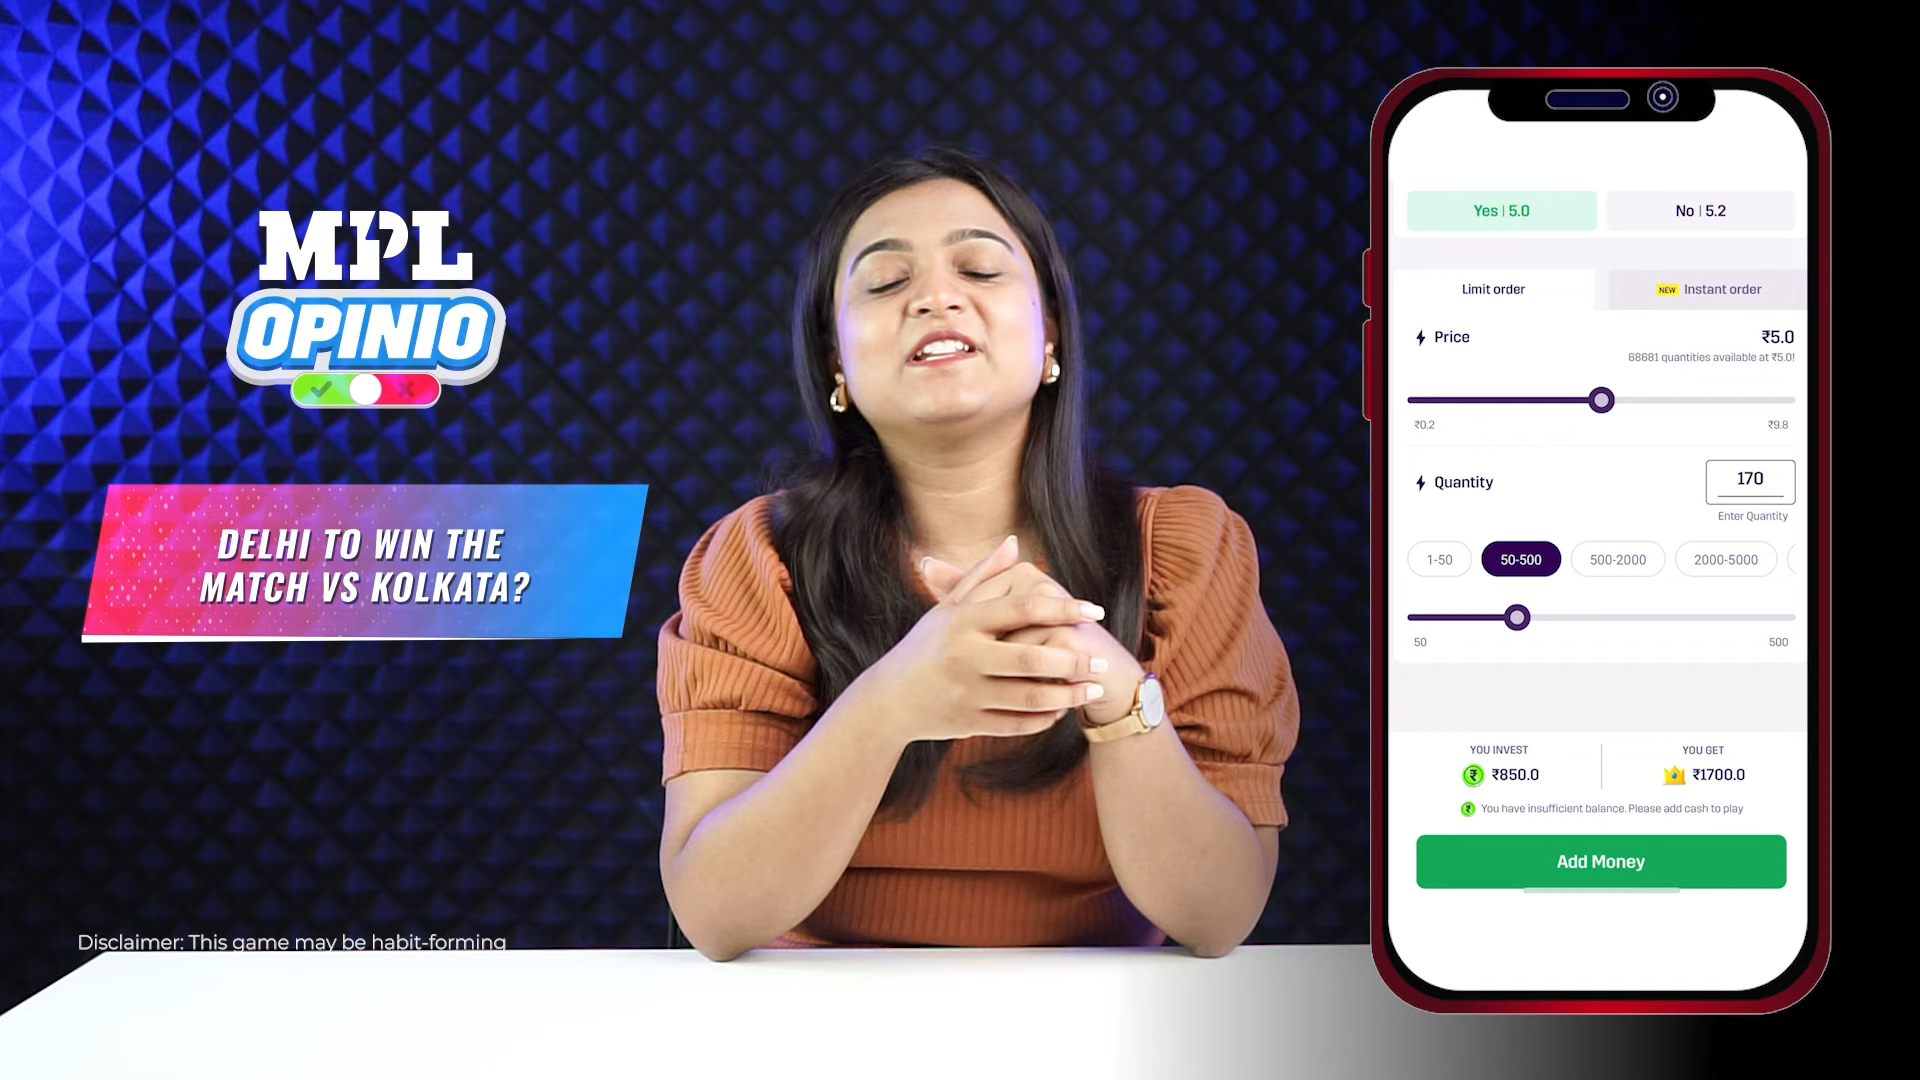 MPL
OPINIO
DELHI TO WIN THE
MATCH VS KOLKATA?
Disclaimer: This game may be habit-forming
Yes | 5.0
No | 5.2
Limit order
NEW Instant order
Price
₹5.0
68681 quantities available at ₹5.0!
₹0.2
₹9.8
Quantity
170
Enter Quantity
1-50
50-500
500-2000
2000-5000
50
500
YOU INVEST
₹850.0
YOU GET
₹1700.0
You have insufficient balance. Please add cash to play
Add Money